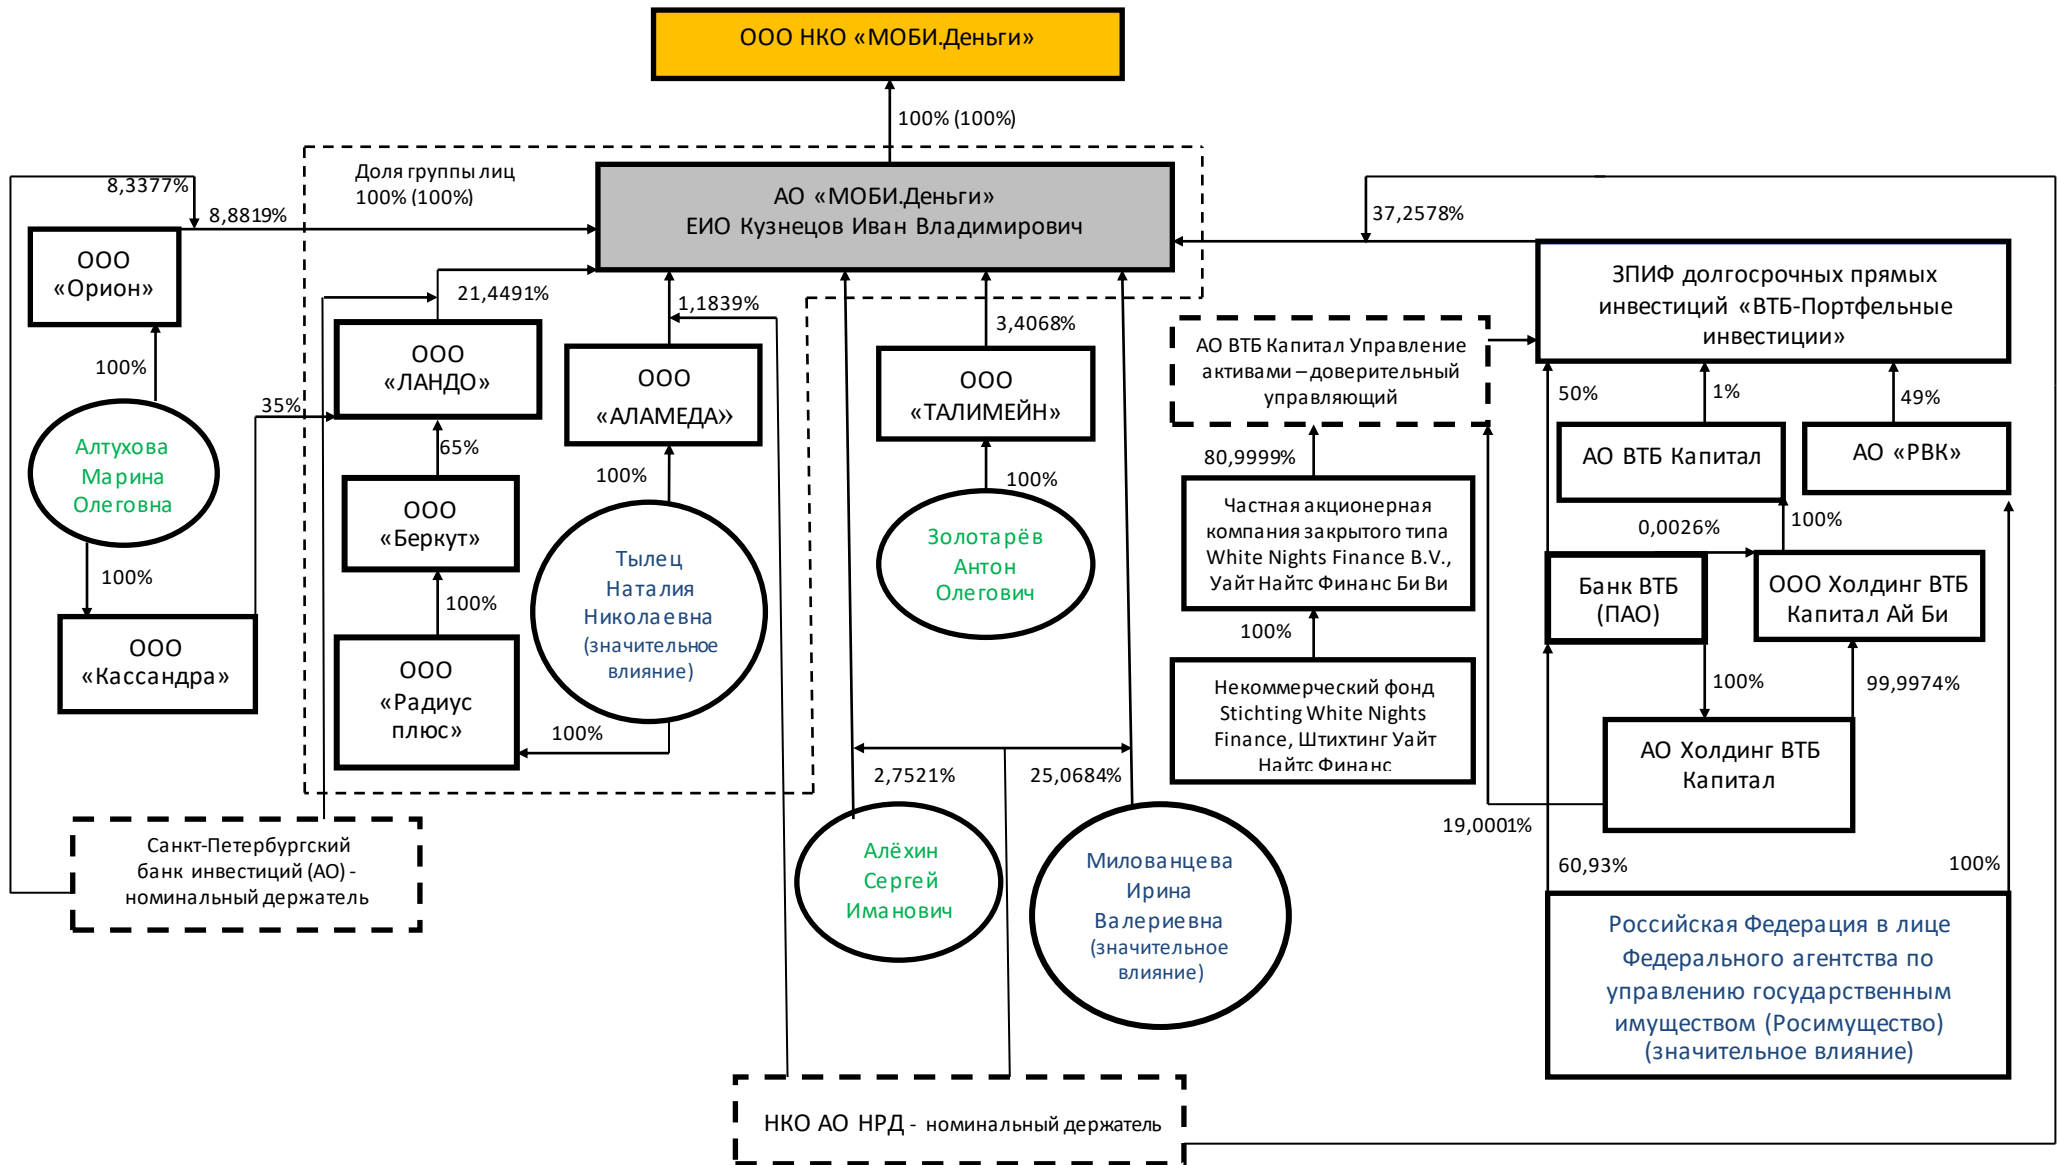 ООО НКО «МОБИ.Деньги»
100% (100%)
Доля группы лиц
100% (100%)
АО «МОБИ.Деньги»
ЕИО Кузнецов Иван Владимирович
8,3377%
8,8819%
37,2578%
ООО
«Орион»
ЗПИФ долгосрочных прямых
инвестиций «ВТБ-Портфельные
инвестиции»
21,4491%
1,1839%
3,4068%
ООО
«ЛАНДО»
ООО
«АЛАМЕДА»
ООО
«ТАЛИМЕЙН»
АО ВТБ Капитал Управление
активами – доверительный
управляющий
100%
35%
50%
1%
49%
Алтухова
Марина
Олеговна
65%
100%
100%
80,9999%
АО ВТБ Капитал
АО «РВК»
ООО
«Беркут»
Тылец
Наталия
Николаевна
(значительное
влияние)
Золотарёв
Антон
Олегович
Частная акционерная
компания закрытого типа
White Nights Finance B.V.,
Уайт Найтс Финанс Би Ви
0,0026%
100%
Банк ВТБ
(ПАО)
ООО Холдинг ВТБ
Капитал Ай Би
100%
100%
100%
ООО
«Кассандра»
ООО
«Радиус
плюс»
100%
Некоммерческий фонд
Stichting White Nights
Finance, Штихтинг Уайт
Найтс Финанс
100%
99,9974%
АО Холдинг ВТБ
Капитал
2,7521%
25,0684%
19,0001%
Санкт-Петербургский
банк инвестиций (АО) -
номинальный держатель
Алёхин
Сергей
Иманович
Милованцева
Ирина
Валериевна
(значительное
влияние)
60,93%
100%
Российская Федерация в лице
Федерального агентства по
управлению государственным
имуществом (Росимущество)
(значительное влияние)
НКО АО НРД - номинальный держатель